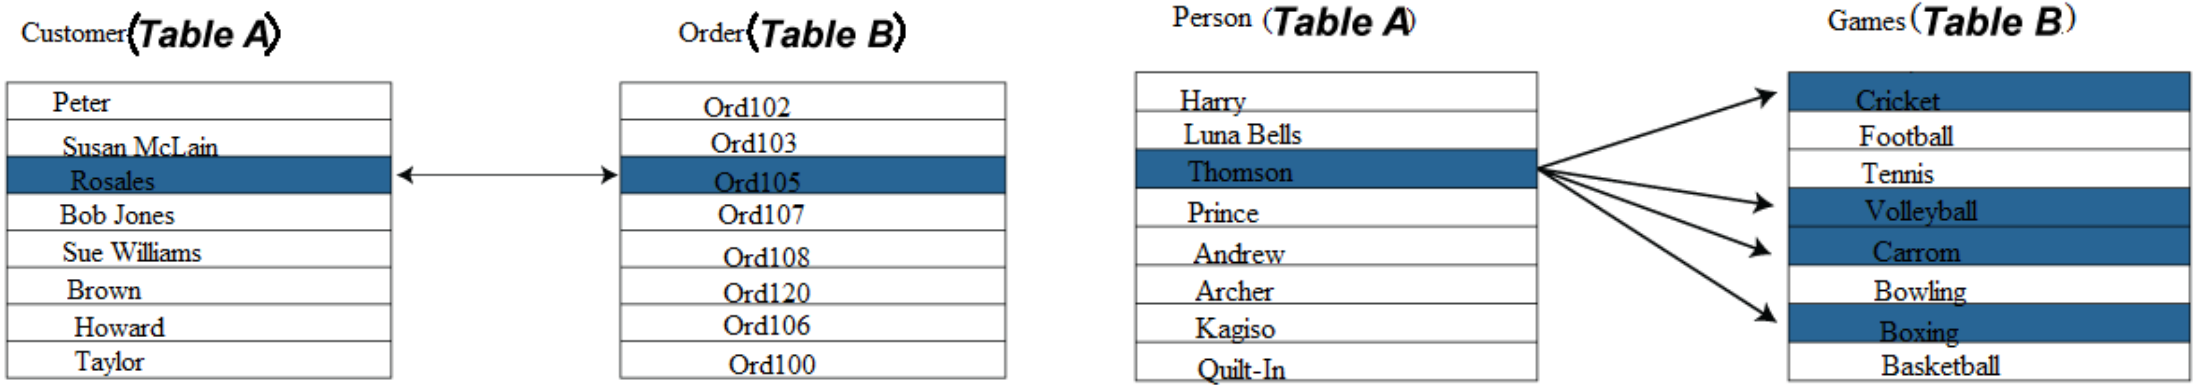 Customer(Table A)
Peter
Susan McLain
Rosales
Bob Jones
Sue Williams
Brown
Howard
Taylor
Order(Table B)
Ord102
Ord103
Ord105
Ord107
Ord108
Ord120
Ord106
Ord100
Person (Table A)
Harry
Luna Bells
Thomson
Prince
Andrew
Archer
Kagiso
Quilt-In
Games (Table B)
Cricket
Football
Tennis
Volleyball
Carrom
Bowling
Boxing
Basketball